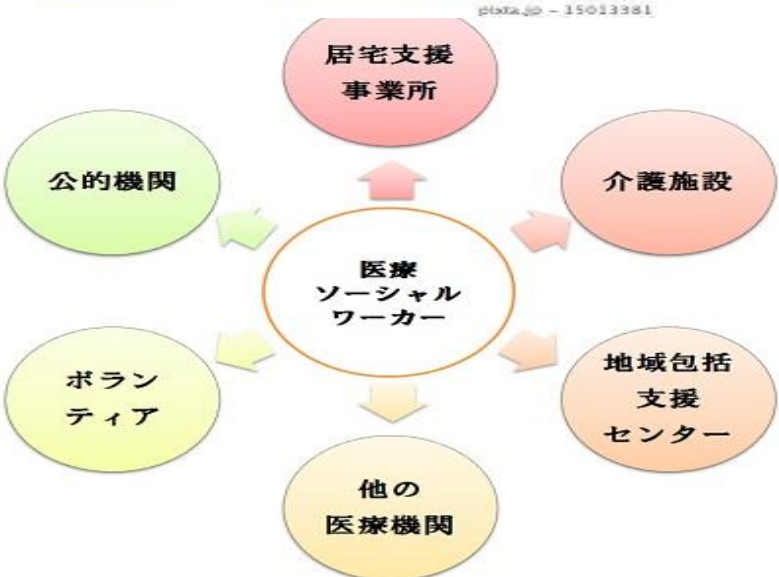 pixta.jp – 15013381
居宅支援
事業所
公的機関
介護施設
医療
ソーシャル
ワーカー
ボラン
ティア
地域包括
支援
センター
他の
医療機関